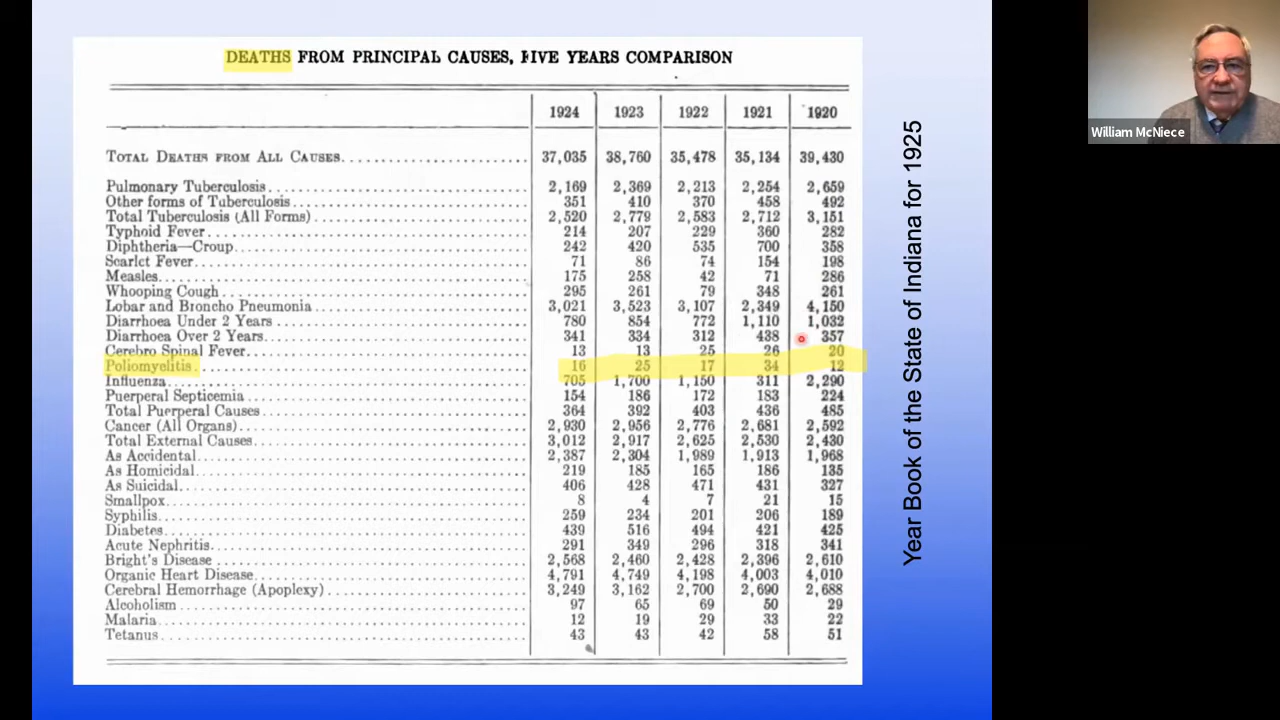 DEATHS FROM PRINCIPAL CAUSES, FIVE YEARS COMPARISON
1924 1923 1922 1921 1920
TOTAL DEATHS FROM ALL CAUSES 37,035 38,760 35,478 35,134 39,430
Pulmonary Tuberculosis 2,169 2,369 2,213 2,254 2,659
Other forms of Tuberculosis 351 410 370 458 492
Total Tuberculosis (All Forms) 2,520 2,779 2,583 2,712 3,151
Typhoid Fever 214 207 229 360 282
Diphtheria—Croup 242 420 535 700 358
Scarlet Fever 71 86 74 154 198
Measles 175 258 42 71 286
Whooping Cough 295 261 79 348 261
Lobar and Broncho Pneumonia 3,021 3,523 3,107 2,349 4,150
Diarrhoea Under 2 Years 780 854 772 1,110 1,032
Diarrhoea Over 2 Years 341 334 312 438 357
Cerebro Spinal Fever 13 13 25 26 20
Poliomyelitis 16 25 17 34 12
Influenza 705 1,700 1,150 311 2,290
Puerperal Septicemia 154 186 172 183 224
Total Puerperal Causes 364 392 403 436 485
Cancer (All Organs) 2,930 2,956 2,776 2,681 2,592
Total External Causes 3,012 2,917 2,625 2,530 2,430
As Accidental 2,387 2,304 1,989 1,913 1,968
As Homicidal 219 185 165 186 135
As Suicidal 406 428 471 431 327
Smallpox 8 4 7 21 15
Syphilis 259 234 201 206 189
Diabetes 439 516 494 421 425
Acute Nephritis 291 349 296 318 341
Bright's Disease 2,568 2,460 2,428 2,396 2,610
Organic Heart Disease 4,791 4,749 4,198 4,003 4,010
Cerebral Hemorrhage (Apoplexy) 3,249 3,162 2,700 2,690 2,688
Alcoholism 97 65 69 50 29
Malaria 12 19 29 33 22
Tetanus 43 43 42 58 51
Year Book of the State of Indiana for 1925
William McNiece